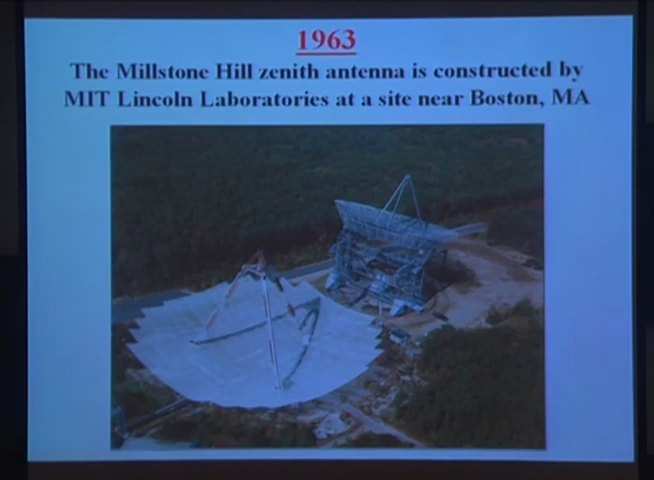 1963
The Millstone Hill zenith antenna is constructed by
MIT Lincoln Laboratories at a site near Boston, MA